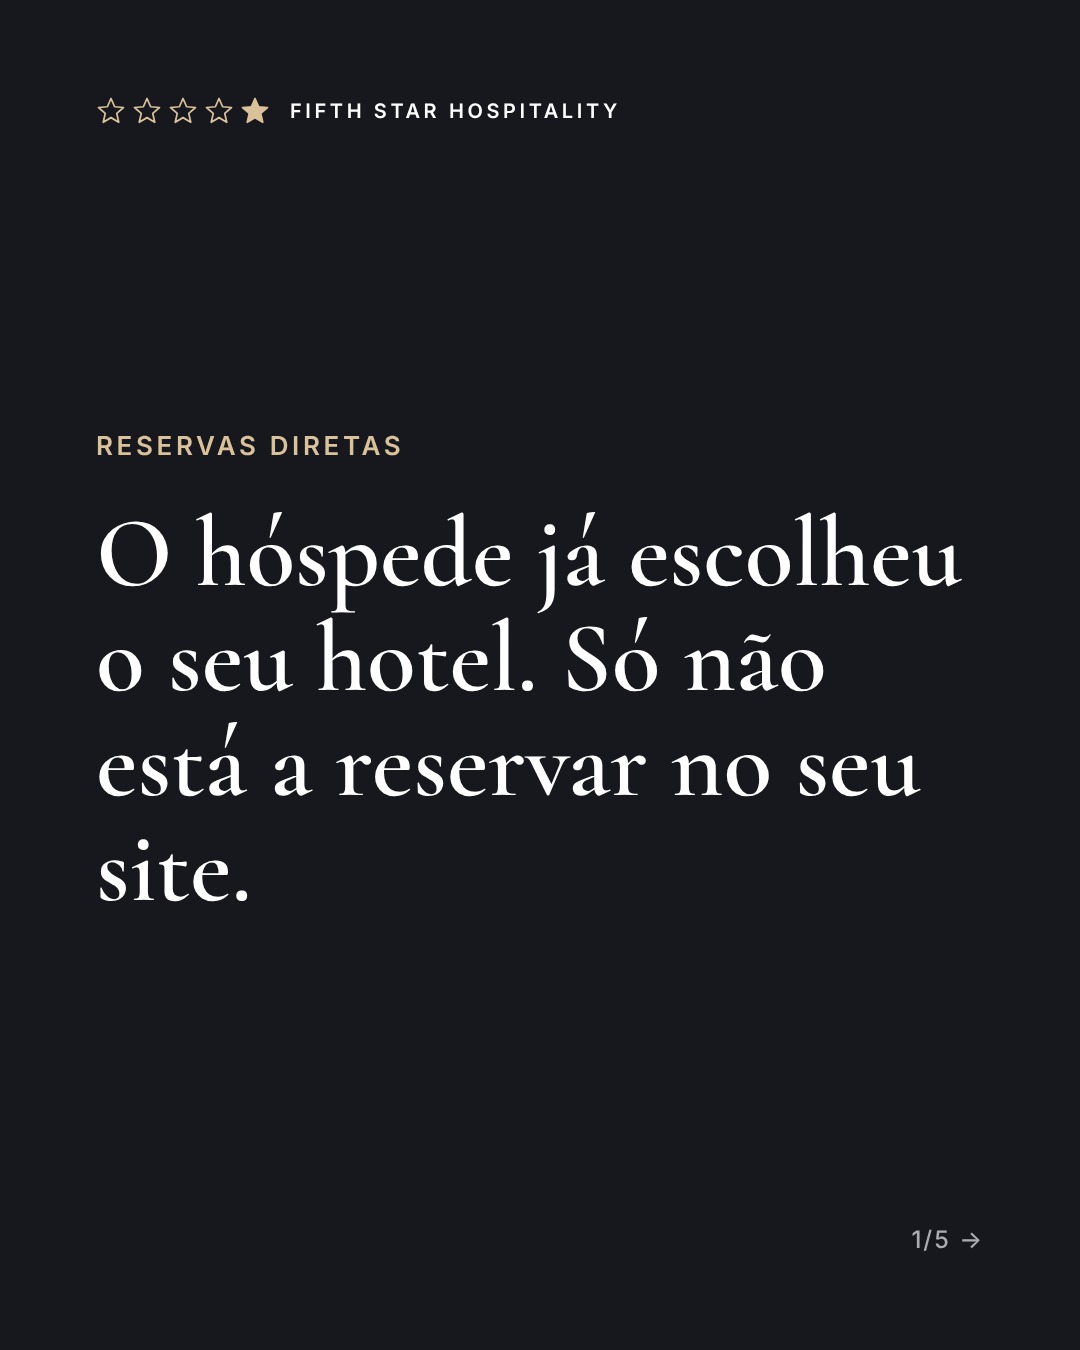 FIFTH STAR HOSPITALITY
RESERVAS DIRETAS
O hóspede já escolheu
o seu hotel. Só não
está a reservar no seu
site.
1/5 →